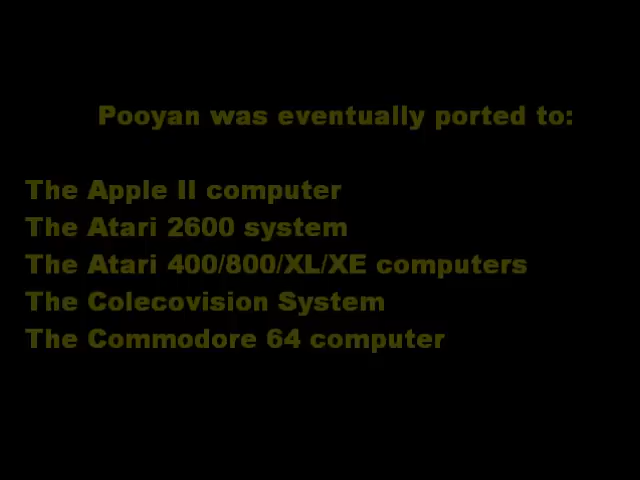 Pooyan was eventually ported to:
The Apple II computer
The Atari 2600 system
The Atari 400/800/XL/XE computers
The Colecovision System
The Commodore 64 computer